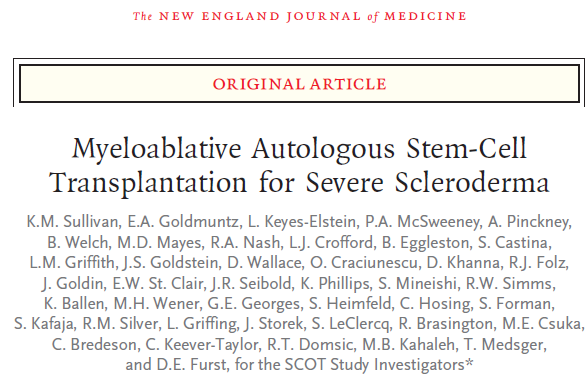 The NEW ENGLAND JOURNAL of MEDICINE
ORIGINAL ARTICLE
Myeloablative Autologous Stem-Cell
Transplantation for Severe Scleroderma
K.M. Sullivan, E.A. Goldmuntz, L. Keyes-Elstein, P.A. McSweeney, A. Pinckney,
B. Welch, M.D. Mayes, R.A. Nash, L.J. Crofford, B. Eggleston, S. Castina,
L.M. Griffith, J.S. Goldstein, D. Wallace, O. Craciunescu, D. Khanna, R.J. Folz,
J. Goldin, E.W. St. Clair, J.R. Seibold, K. Phillips, S. Mineishi, R.W. Simms,
K. Ballen, M.H. Wener, G.E. Georges, S. Heimfeld, C. Hosing, S. Forman,
S. Kafaja, R.M. Silver, L. Griffing, J. Storek, S. LeClercq, R. Brasington, M.E. Csuka,
C. Bredeson, C. Keever-Taylor, R.T. Domsic, M.B. Kahaleh, T. Medsger,
and D.E. Furst, for the SCOT Study Investigators*